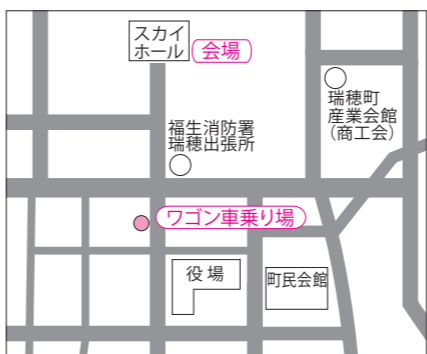 スカイ
ホール
会場
瑞穂町
産業会館
（商工会）
福生消防署
瑞穂出張所
ワゴン車乗り場
役場
町民会館